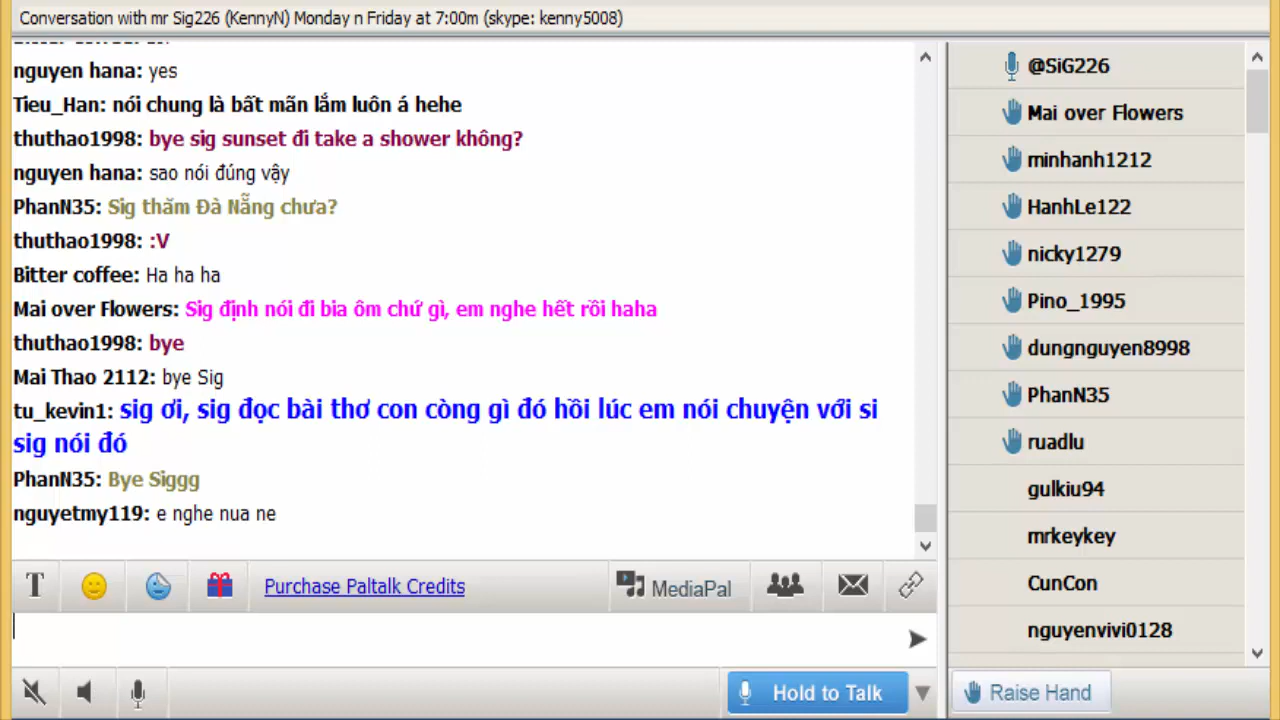 Conversation with mr Sig226 (KennyN) Monday n Friday at 7:00m (skype: kenny5008)
nguyen hana: yes
Tieu_Han: nói chung là bất mãn lắm luôn á hehe
thuthao1998: bye sig sunset đi take a shower không?
nguyen hana: sao nói đúng vậy
PhanN35: Sig thăm Đà Nẵng chưa?
thuthao1998: :V
Bitter coffee: Ha ha ha
Mai over Flowers: Sig định nói đi bia ôm chứ gì, em nghe hết rồi haha
thuthao1998: bye
Mai Thao 2112: bye Sig
tu_kevin1: sig ơi, sig đọc bài thơ con còng gì đó hồi lúc em nói chuyện với si
sig nói đó
PhanN35: Bye Siggg
nguyetmy119: e nghe nua ne
Purchase Paltalk Credits
MediaPal
Hold to Talk
@SiG226
Mai over Flowers
minhanh1212
HanhLe122
nicky1279
Pino_1995
dungnguyen8998
PhanN35
ruadlu
gulkiu94
mrkeykey
CunCon
nguyenvivi0128
Raise Hand